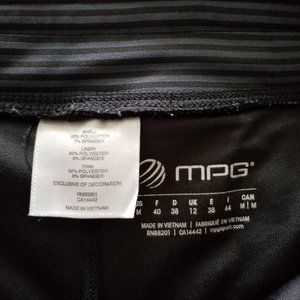 SHELL
93% POLYESTER
7% SPANDEX
LINER
92% POLYESTER
8% SPANDEX
TRIM
92% POLYESTER
8% SPANDEX
EXCLUSIVE OF DECORATION
RN88201
CA14442
MADE IN VIETNAM
MPG
US F D UK E I CAN
M 40 38 12 38 44 M|M
MADE IN VIETNAM | FABRIQUÉ EN VIETNAM
RN88201 CA14442
mpgsport.com